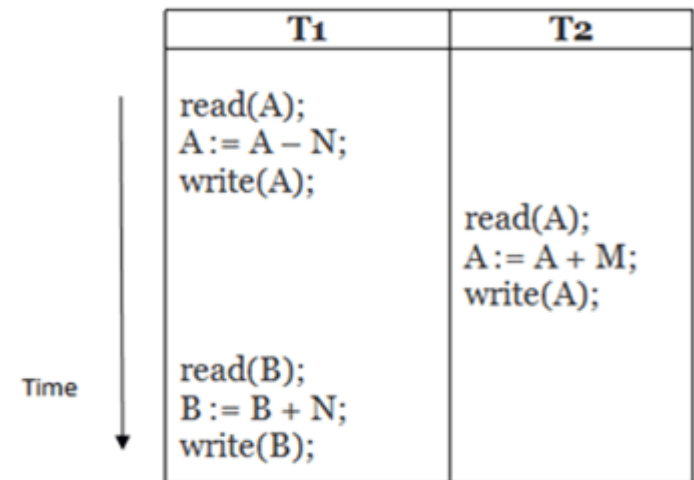 T1 T2
read(A);
A := A – N;
write(A);
read(A);
A := A + M;
write(A);
Time
read(B);
B := B + N;
write(B);